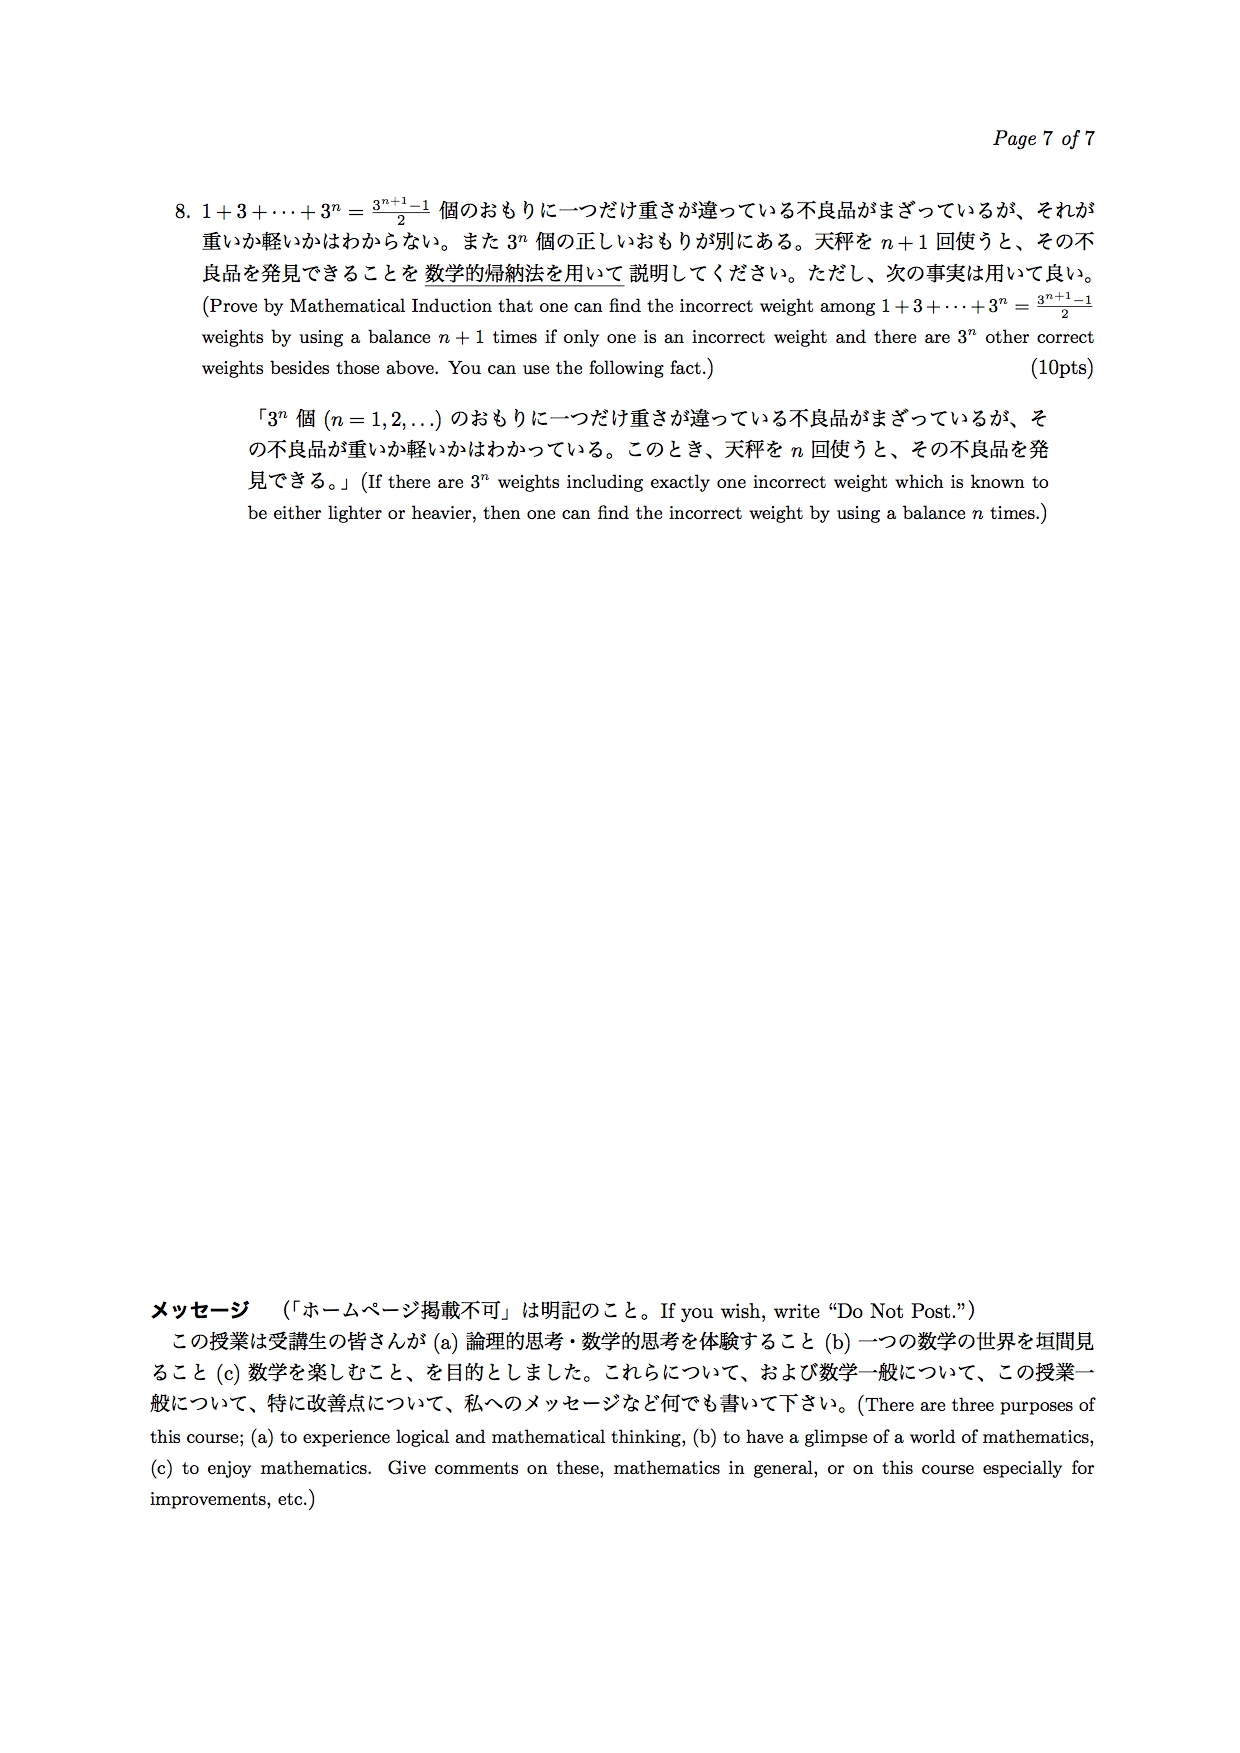 Page 7 of 7
8. 1 + 3 + ⋯ + 3ⁿ = (3ⁿ⁺¹−1)/2 個のおもりに一つだけ重さが違っている不良品がまざっているが、それが
重いか軽いかはわからない。また 3ⁿ 個の正しいおもりが別にある。天秤を n + 1 回使うと、その不
良品を発見できることを 数学的帰納法を用いて 説明してください。ただし、次の事実は用いて良い。
(Prove by Mathematical Induction that one can find the incorrect weight among 1 + 3 + ⋯ + 3ⁿ = (3ⁿ⁺¹−1)/2
weights by using a balance n + 1 times if only one is an incorrect weight and there are 3ⁿ other correct
weights besides those above. You can use the following fact.) (10pts)
「3ⁿ 個 (n = 1, 2, . . .) のおもりに一つだけ重さが違っている不良品がまざっているが、そ
の不良品が重いか軽いかはわかっている。このとき、天秤を n 回使うと、その不良品を発
見できる。」(If there are 3ⁿ weights including exactly one incorrect weight which is known to
be either lighter or heavier, then one can find the incorrect weight by using a balance n times.)
メッセージ （「ホームページ掲載不可」は明記のこと。If you wish, write “Do Not Post.”）
この授業は受講生の皆さんが (a) 論理的思考・数学的思考を体験すること (b) 一つの数学の世界を垣間見
ること (c) 数学を楽しむこと、を目的としました。これらについて、および数学一般について、この授業一
般について、特に改善点について、私へのメッセージなど何でも書いて下さい。(There are three purposes of
this course; (a) to experience logical and mathematical thinking, (b) to have a glimpse of a world of mathematics,
(c) to enjoy mathematics. Give comments on these, mathematics in general, or on this course especially for
improvements, etc.)